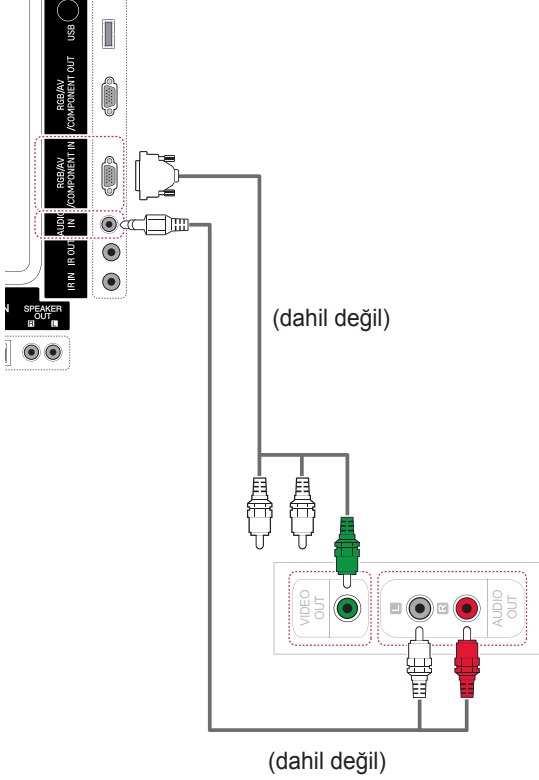 USB
RGB/AV
/COMPONENT OUT
RGB/AV
/COMPONENT IN
AUDIO
IN
IR OUT
IR IN
N
SPEAKER
OUT
R L
(dahil değil)
VIDEO
OUT
L
R
AUDIO
OUT
(dahil değil)